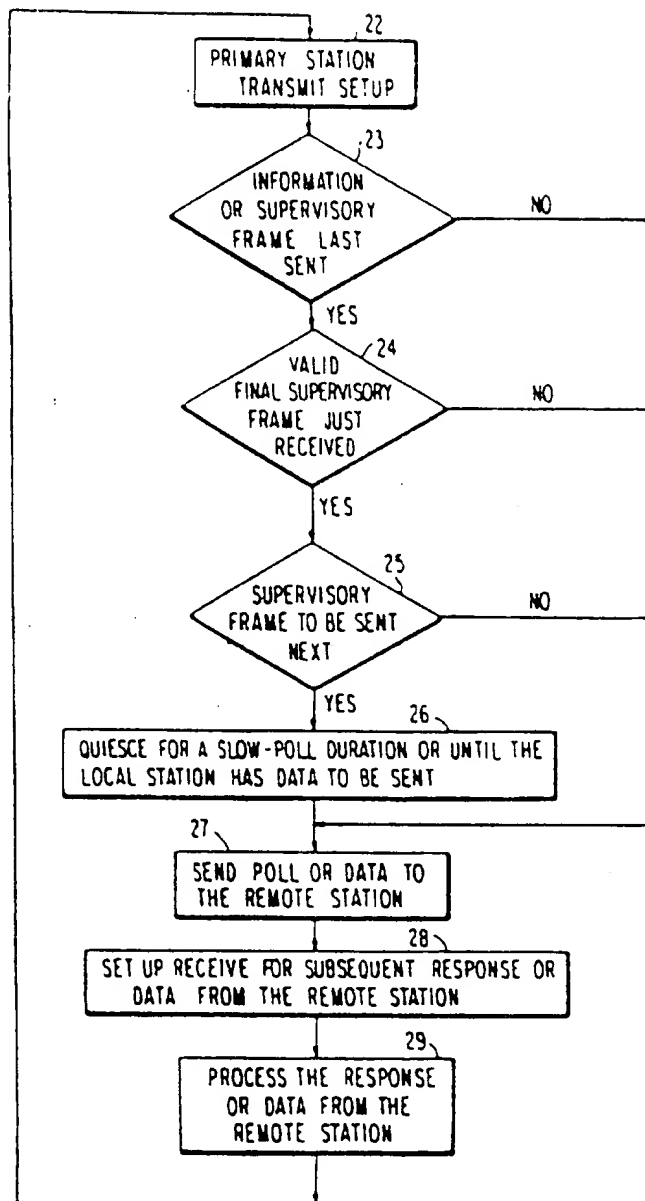 22
PRIMARY STATION
TRANSMIT SETUP
23
INFORMATION
OR SUPERVISORY
FRAME LAST
SENT
NO
YES
24
VALID
FINAL SUPERVISORY
FRAME JUST
RECEIVED
NO
YES
25
SUPERVISORY
FRAME TO BE SENT
NEXT
NO
YES
26
QUIESCE FOR A SLOW-POLL DURATION OR UNTIL THE
LOCAL STATION HAS DATA TO BE SENT
27
SEND POLL OR DATA TO
THE REMOTE STATION
28
SET UP RECEIVE FOR SUBSEQUENT RESPONSE OR
DATA FROM THE REMOTE STATION
29
PROCESS THE RESPONSE
OR DATA FROM THE
REMOTE STATION